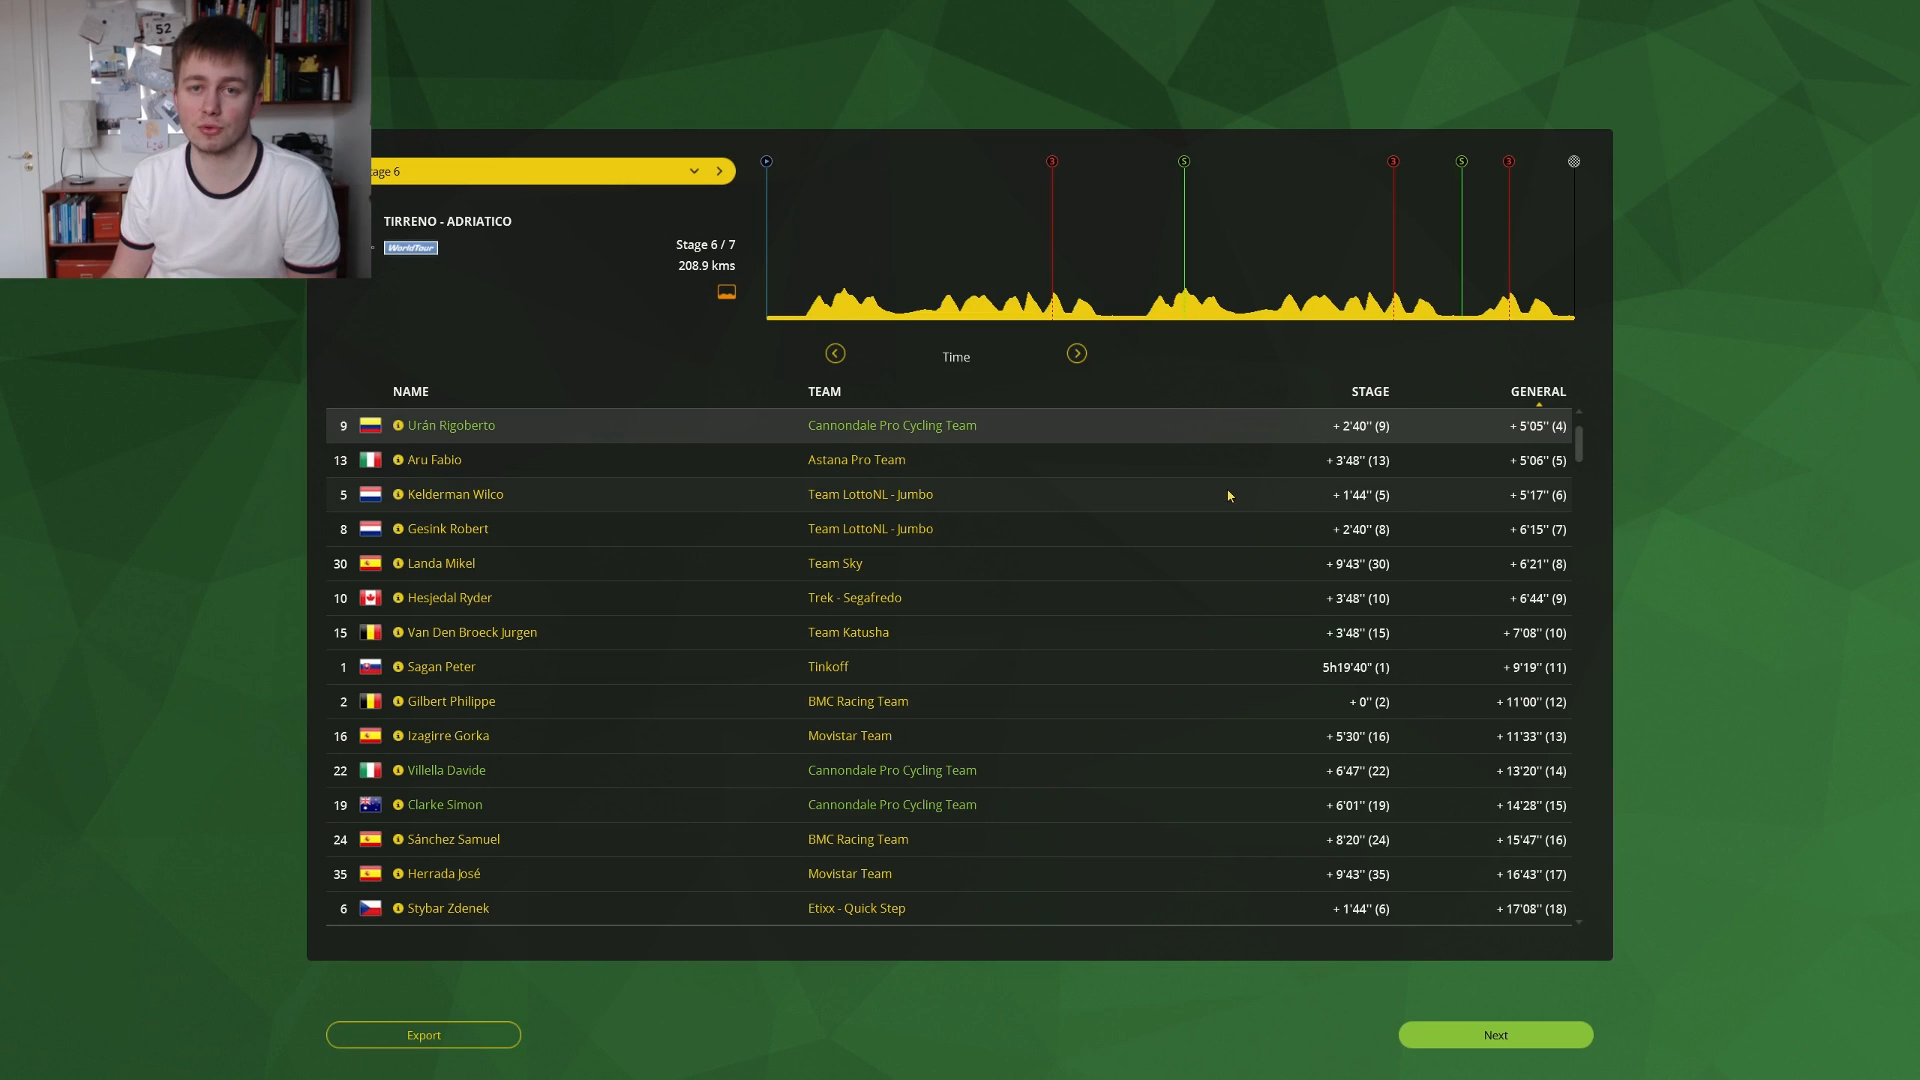 52
tage 6
TIRRENO - ADRIATICO
WorldTour
Stage 6 / 7
208.9 kms
3 S 3 S 3
Time
NAME TEAM STAGE GENERAL
9 Urán Rigoberto Cannondale Pro Cycling Team + 2'40'' (9) + 5'05'' (4)
13 Aru Fabio Astana Pro Team + 3'48'' (13) + 5'06'' (5)
5 Kelderman Wilco Team LottoNL - Jumbo + 1'44'' (5) + 5'17'' (6)
8 Gesink Robert Team LottoNL - Jumbo + 2'40'' (8) + 6'15'' (7)
30 Landa Mikel Team Sky + 9'43'' (30) + 6'21'' (8)
10 Hesjedal Ryder Trek - Segafredo + 3'48'' (10) + 6'44'' (9)
15 Van Den Broeck Jurgen Team Katusha + 3'48'' (15) + 7'08'' (10)
1 Sagan Peter Tinkoff 5h19'40'' (1) + 9'19'' (11)
2 Gilbert Philippe BMC Racing Team + 0'' (2) + 11'00'' (12)
16 Izagirre Gorka Movistar Team + 5'30'' (16) + 11'33'' (13)
22 Villella Davide Cannondale Pro Cycling Team + 6'47'' (22) + 13'20'' (14)
19 Clarke Simon Cannondale Pro Cycling Team + 6'01'' (19) + 14'28'' (15)
24 Sánchez Samuel BMC Racing Team + 8'20'' (24) + 15'47'' (16)
35 Herrada José Movistar Team + 9'43'' (35) + 16'43'' (17)
6 Stybar Zdenek Etixx - Quick Step + 1'44'' (6) + 17'08'' (18)
Export Next